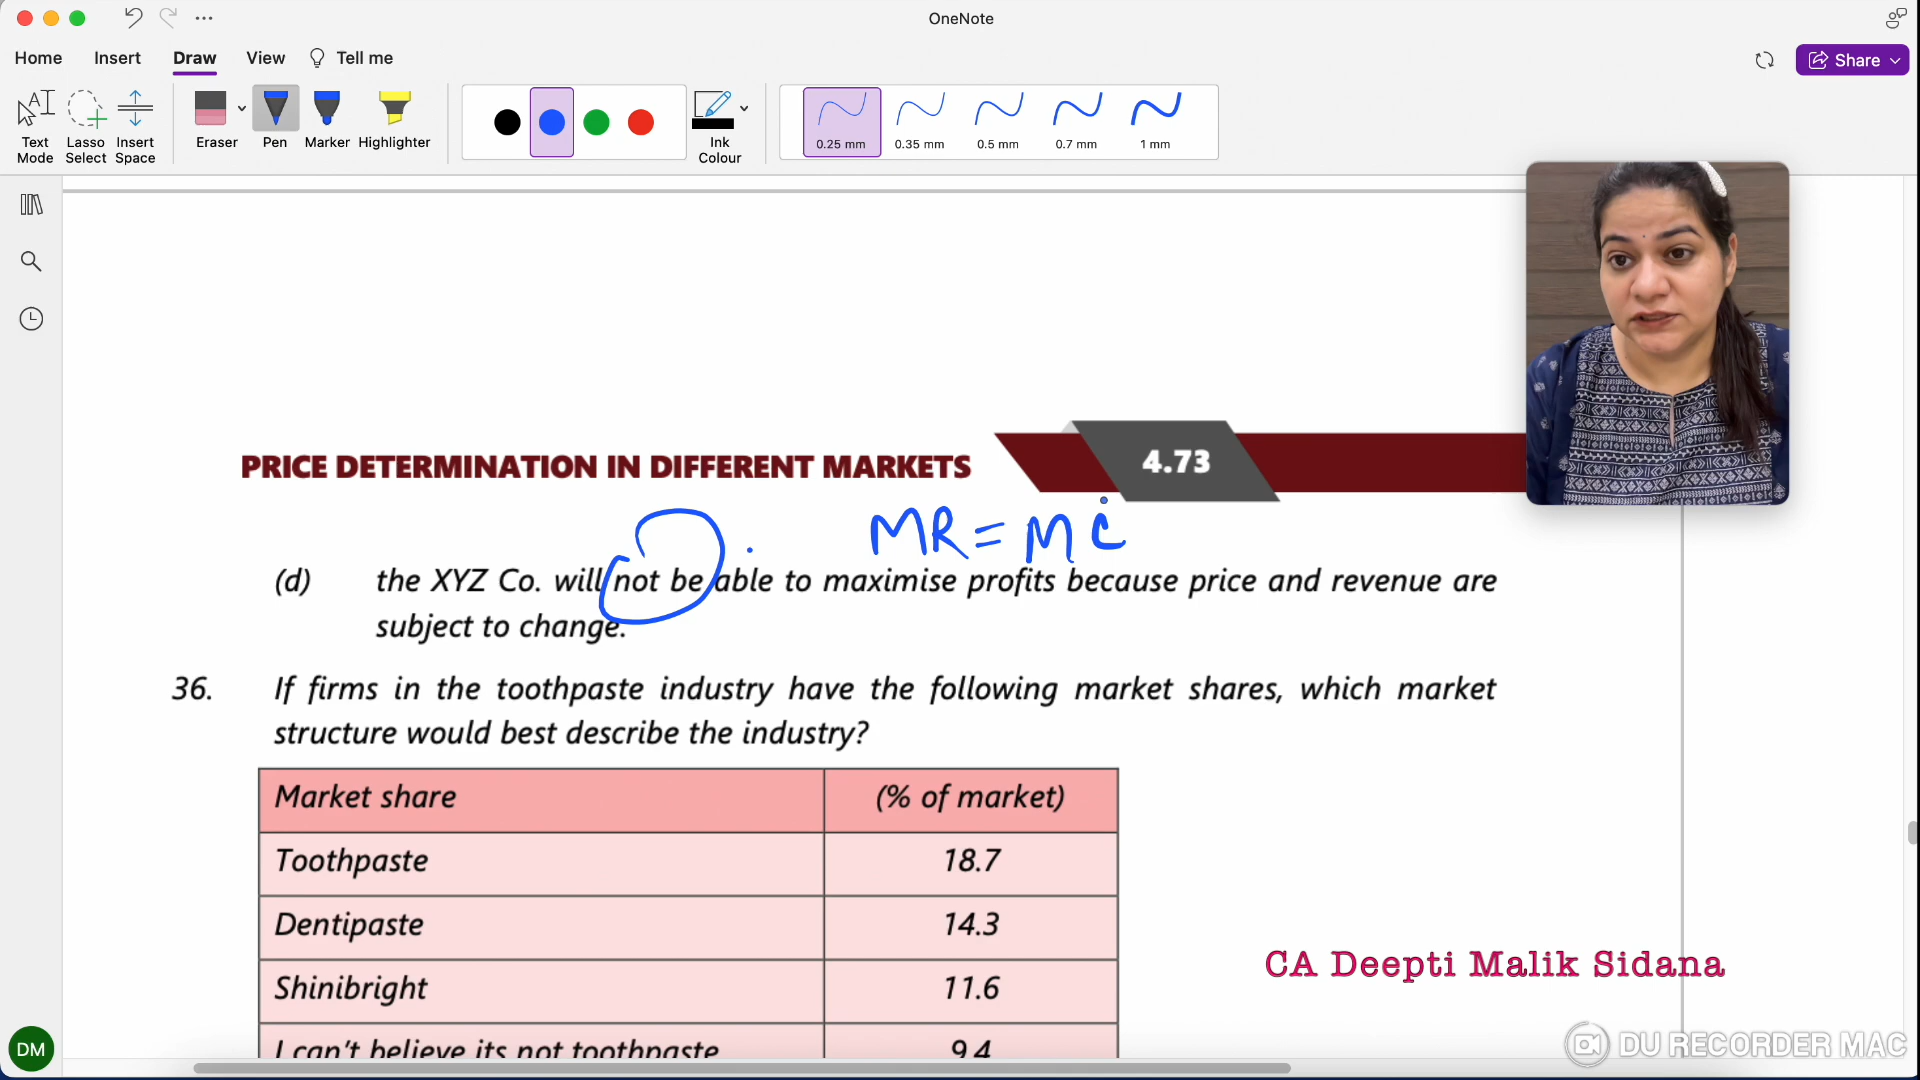 OneNote
Home Insert Draw View Tell me
Share
Text Mode
Lasso Select
Insert Space
Eraser
Pen
Marker
Highlighter
Ink Colour
0.25 mm
0.35 mm
0.5 mm
0.7 mm
1 mm
PRICE DETERMINATION IN DIFFERENT MARKETS 4.73
MR = MC
(d) the XYZ Co. will not be able to maximise profits because price and revenue are
subject to change.
36. If firms in the toothpaste industry have the following market shares, which market
structure would best describe the industry?
Market share (% of market)
Toothpaste 18.7
Dentipaste 14.3
Shinibright 11.6
I can't believe its not toothpaste 9.4
CA Deepti Malik Sidana
DM
DU RECORDER MAC